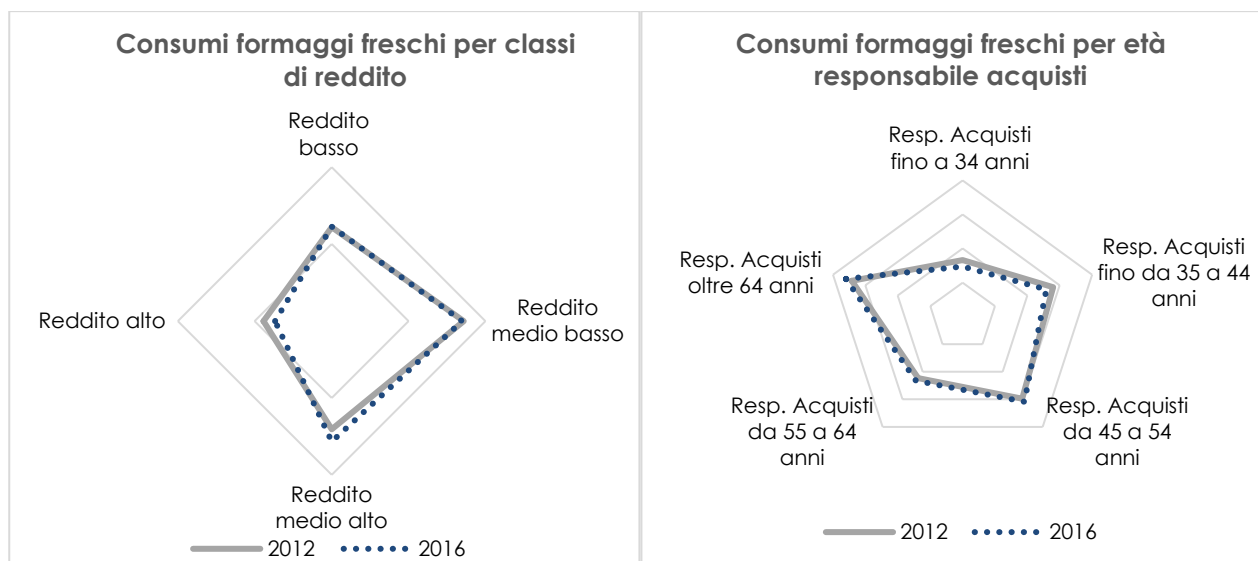 Consumi formaggi freschi per classi
di reddito
Reddito
basso
Reddito alto
Reddito
medio basso
Reddito
medio alto
2012
2016
Consumi formaggi freschi per età
responsabile acquisti
Resp. Acquisti
fino a 34 anni
Resp. Acquisti
oltre 64 anni
Resp. Acquisti
fino da 35 a 44
anni
Resp. Acquisti
da 55 a 64
anni
Resp. Acquisti
da 45 a 54
anni
2012
2016